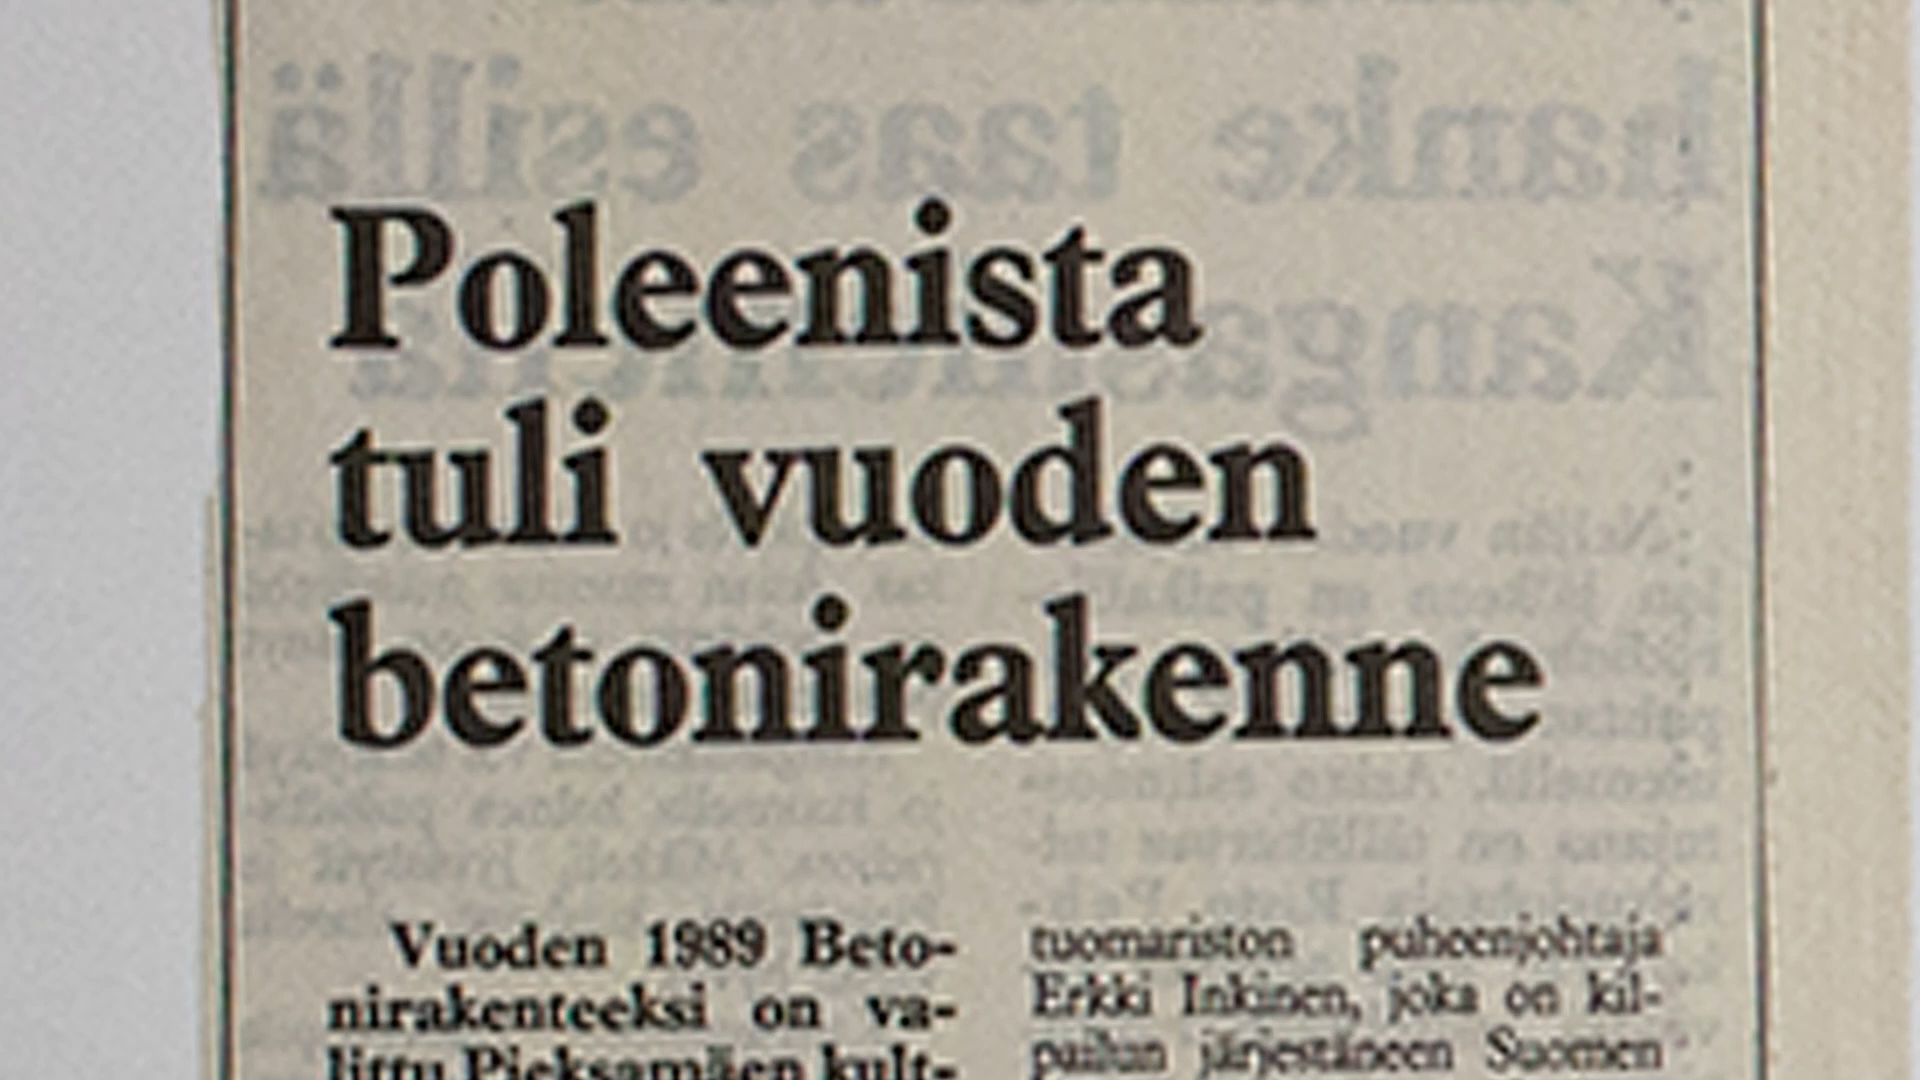 Poleenista
tuli vuoden
betonirakenne
Vuoden 1989 Beto-
nirakenteeksi on va-
littu Pieksamäen kult-
tuomariston puheenjohtaja
Erkki Inkinen, joka on kil-
pailun järjestäneen Suomen